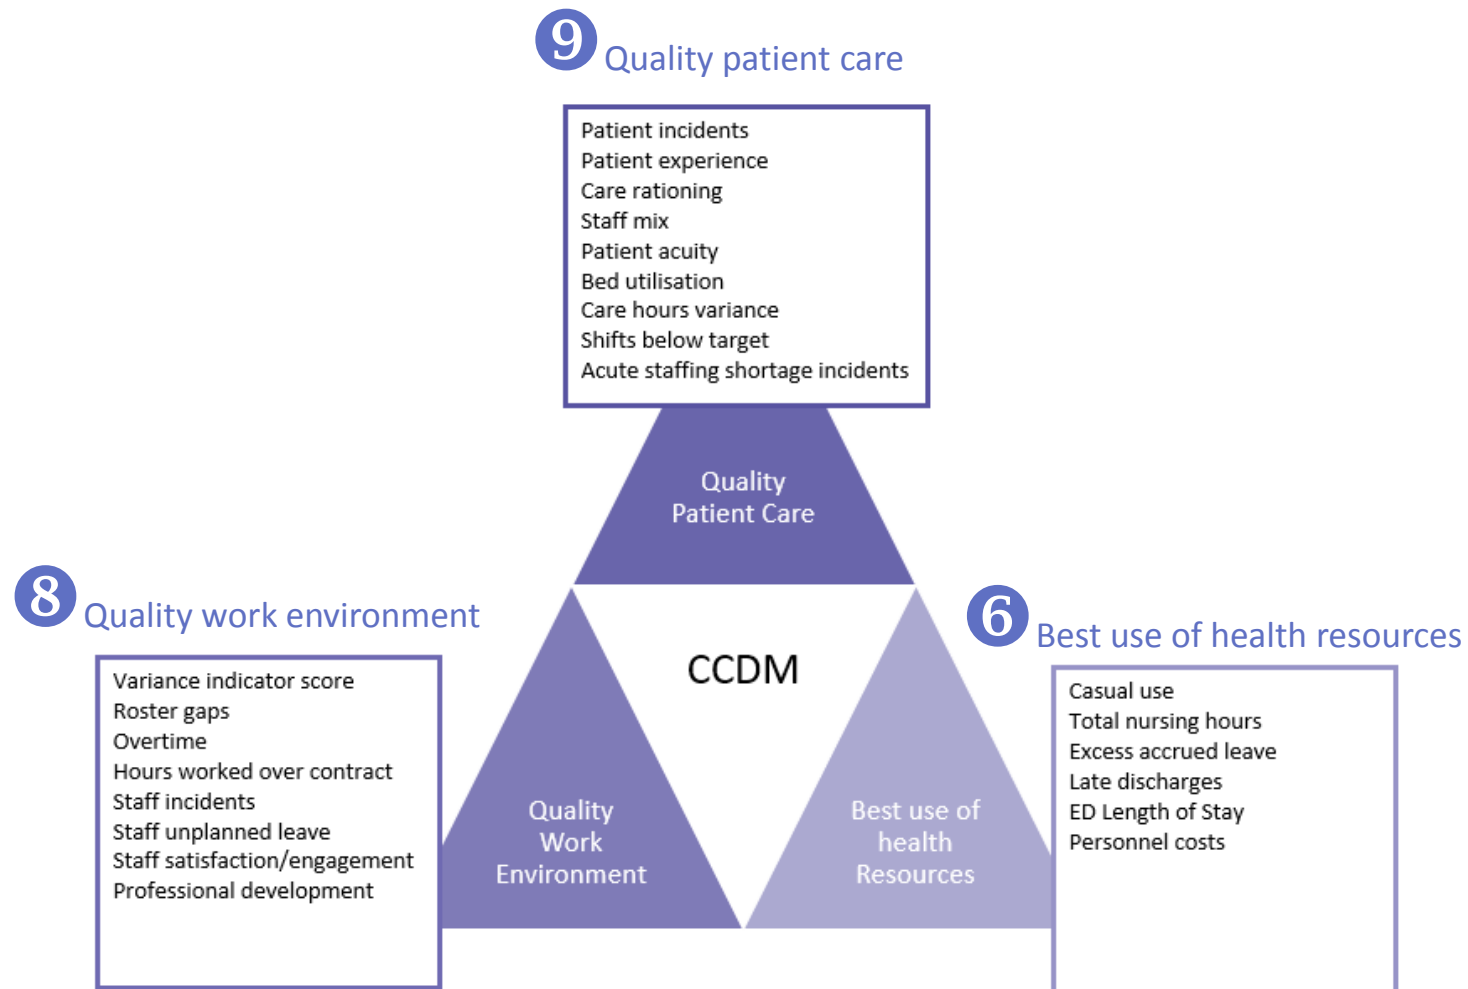 9 Quality patient care
Patient incidents
Patient experience
Care rationing
Staff mix
Patient acuity
Bed utilisation
Care hours variance
Shifts below target
Acute staffing shortage incidents
Quality
Patient Care
8 Quality work environment
Variance indicator score
Roster gaps
Overtime
Hours worked over contract
Staff incidents
Staff unplanned leave
Staff satisfaction/engagement
Professional development
CCDM
Quality
Work
Environment
Best use of
health
Resources
6 Best use of health resources
Casual use
Total nursing hours
Excess accrued leave
Late discharges
ED Length of Stay
Personnel costs